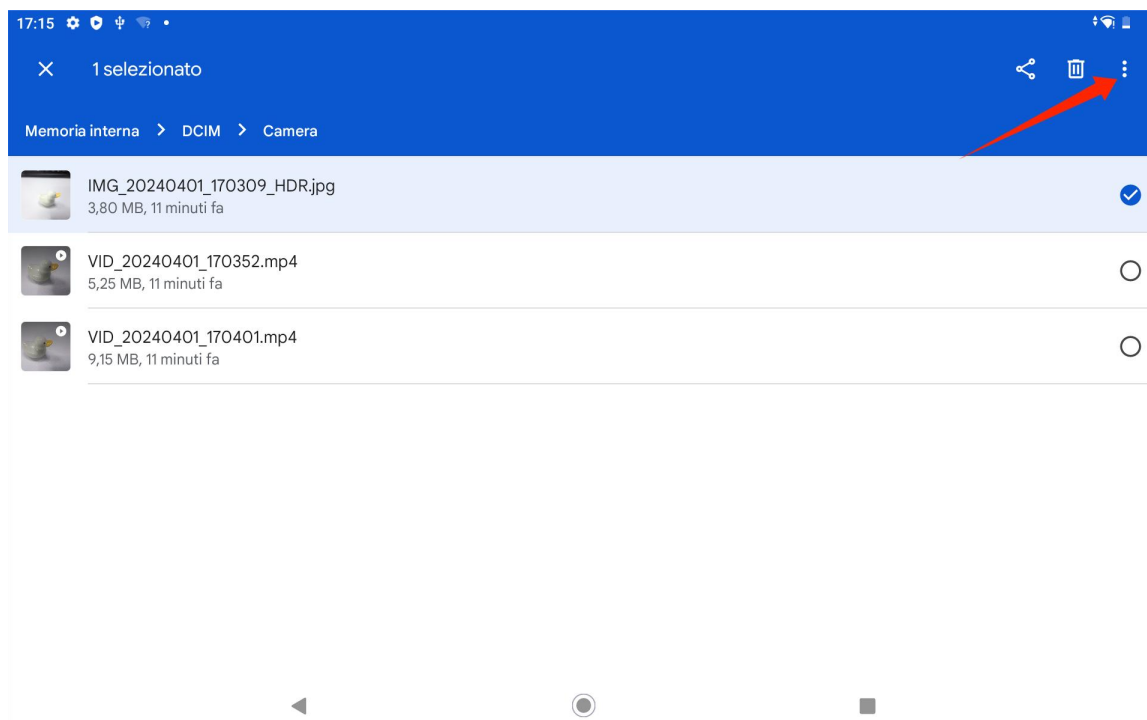 17:15
1 selezionato
Memoria interna > DCIM > Camera
IMG_20240401_170309_HDR.jpg
3,80 MB, 11 minuti fa
VID_20240401_170352.mp4
5,25 MB, 11 minuti fa
VID_20240401_170401.mp4
9,15 MB, 11 minuti fa